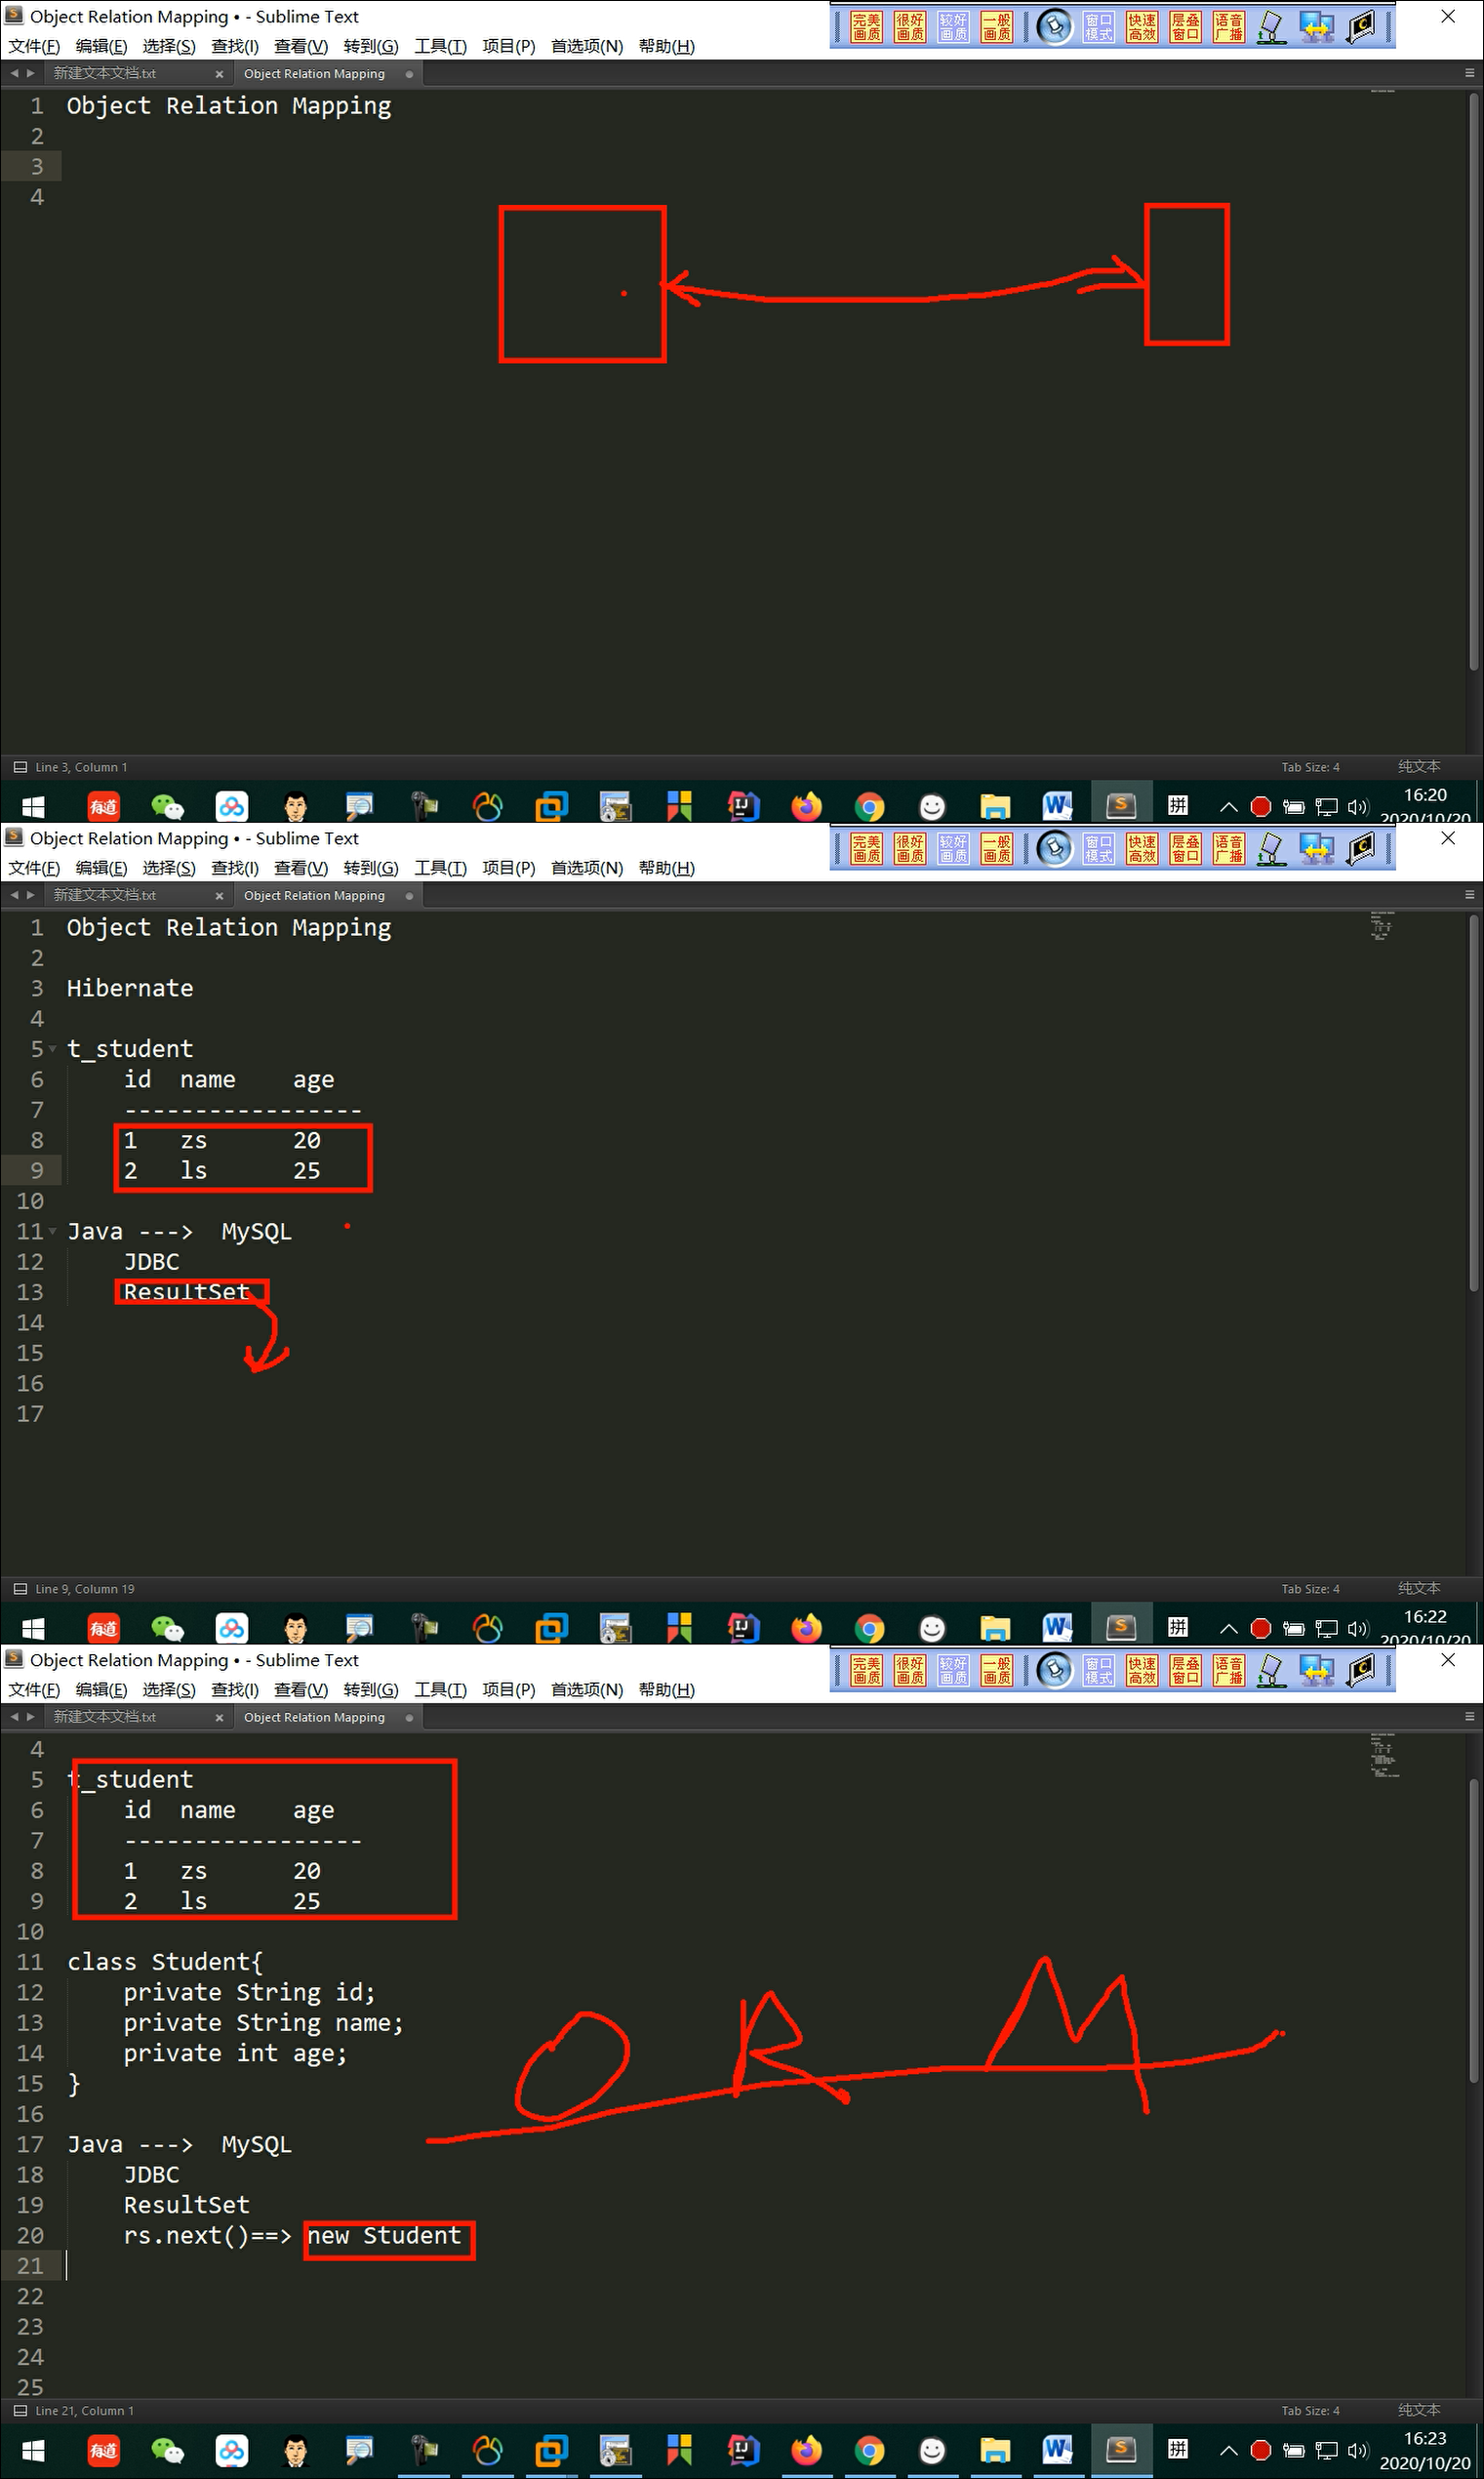 Object Relation Mapping • - Sublime Text
完美画质 很好画质 较好画质 一般画质 窗口模式 快速高效 层叠窗口 语音广播
文件(F) 编辑(E) 选择(S) 查找(I) 查看(V) 转到(G) 工具(T) 项目(P) 首选项(N) 帮助(H)
新建文本文档.txt × Object Relation Mapping
1 Object Relation Mapping
2
3
4
Line 3, Column 1 Tab Size: 4 纯文本
有道 IJ W S 拼 16:20
2020/10/20
Object Relation Mapping • - Sublime Text
完美画质 很好画质 较好画质 一般画质 窗口模式 快速高效 层叠窗口 语音广播
文件(F) 编辑(E) 选择(S) 查找(I) 查看(V) 转到(G) 工具(T) 项目(P) 首选项(N) 帮助(H)
新建文本文档.txt × Object Relation Mapping
1 Object Relation Mapping
2
3 Hibernate
4
5 t_student
6 id name age
7 -----------------
8 1 zs 20
9 2 ls 25
10
11 Java ---> MySQL
12 JDBC
13 ResultSet
14
15
16
17
Line 9, Column 19 Tab Size: 4 纯文本
有道 IJ W S 拼 16:22
2020/10/20
Object Relation Mapping • - Sublime Text
完美画质 很好画质 较好画质 一般画质 窗口模式 快速高效 层叠窗口 语音广播
文件(F) 编辑(E) 选择(S) 查找(I) 查看(V) 转到(G) 工具(T) 项目(P) 首选项(N) 帮助(H)
新建文本文档.txt × Object Relation Mapping
4
5 t_student
6 id name age
7 -----------------
8 1 zs 20
9 2 ls 25
10
11 class Student{
12 private String id;
13 private String name;
14 private int age;
15 }
O R M
16
17 Java ---> MySQL
18 JDBC
19 ResultSet
20 rs.next()==> new Student
21
22
23
24
25
Line 21, Column 1 Tab Size: 4 纯文本
有道 IJ W S 拼 16:23
2020/10/20